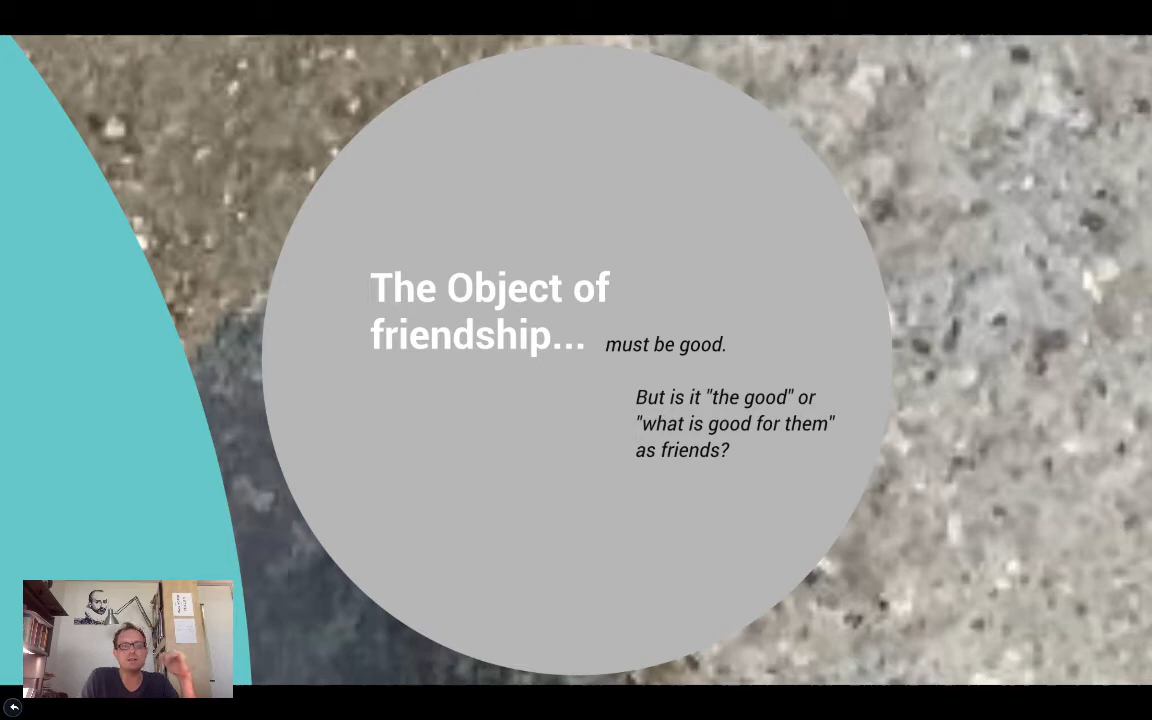 The Object of
friendship... must be good.
But is it "the good" or
"what is good for them"
as friends?